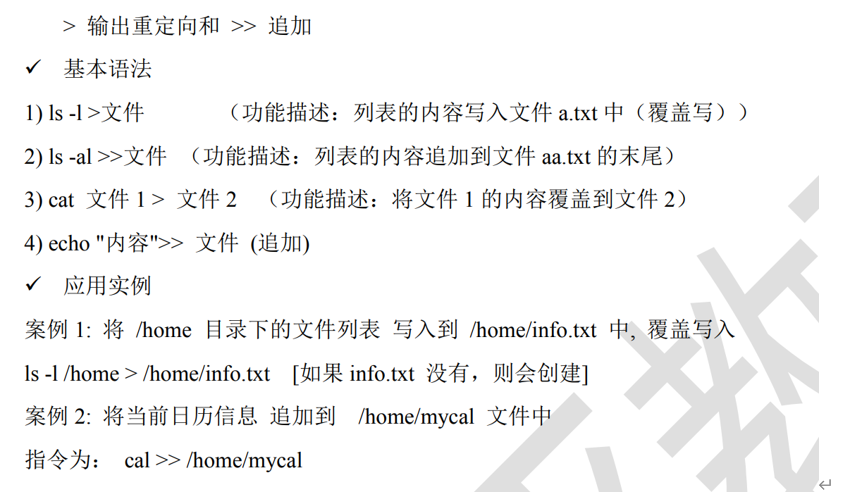 > 输出重定向和 >> 追加
✓ 基本语法
1) ls -l >文件 （功能描述：列表的内容写入文件 a.txt 中（覆盖写））
2) ls -al >>文件 （功能描述：列表的内容追加到文件 aa.txt 的末尾）
3) cat 文件 1 > 文件 2 （功能描述：将文件 1 的内容覆盖到文件 2）
4) echo "内容">> 文件 (追加)
✓ 应用实例
案例 1: 将 /home 目录下的文件列表 写入到 /home/info.txt 中, 覆盖写入
ls -l /home > /home/info.txt [如果 info.txt 没有，则会创建]
案例 2: 将当前日历信息 追加到 /home/mycal 文件中
指令为： cal >> /home/mycal